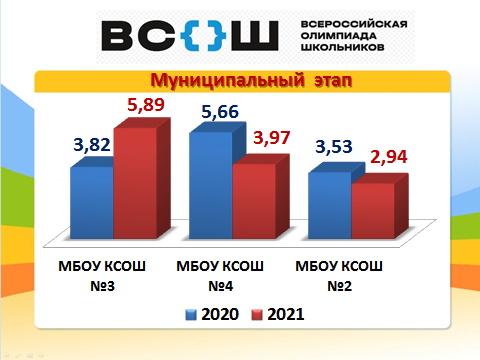 ВСОШ
ВСЕРОССИЙСКАЯ
ОЛИМПИАДА
ШКОЛЬНИКОВ
Муниципальный этап
3,82
5,89
5,66
3,97
3,53
2,94
МБОУ КСОШ
№3
МБОУ КСОШ
№4
МБОУ КСОШ
№2
2020
2021